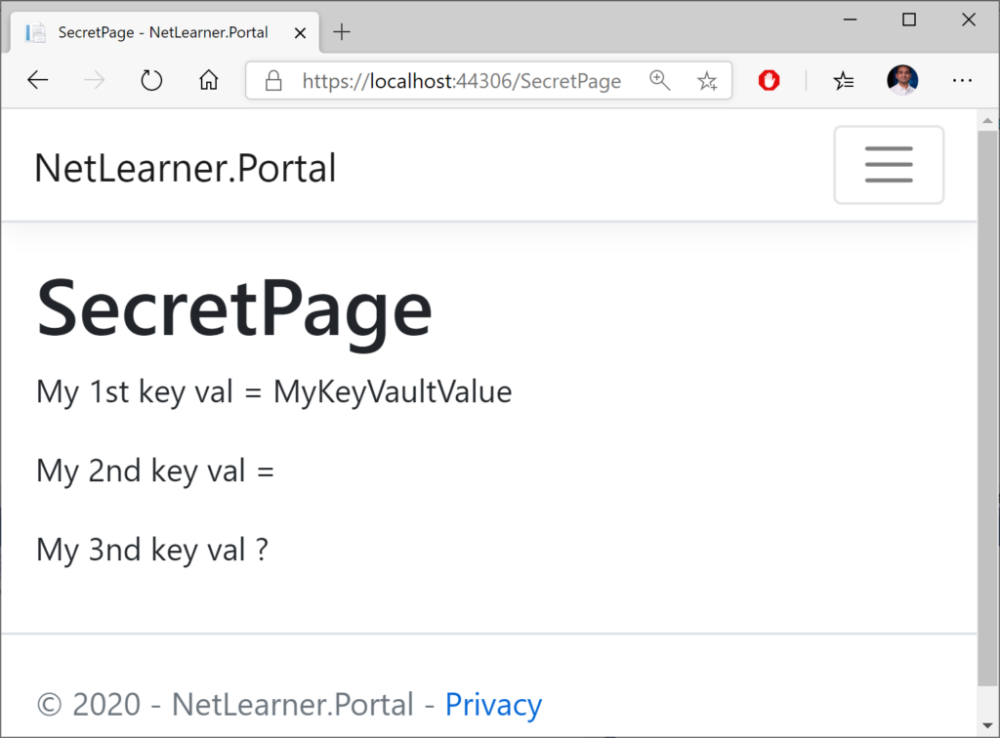 SecretPage - NetLearner.Portal
https://localhost:44306/SecretPage
NetLearner.Portal
SecretPage
My 1st key val = MyKeyVaultValue
My 2nd key val =
My 3nd key val ?
© 2020 - NetLearner.Portal - Privacy